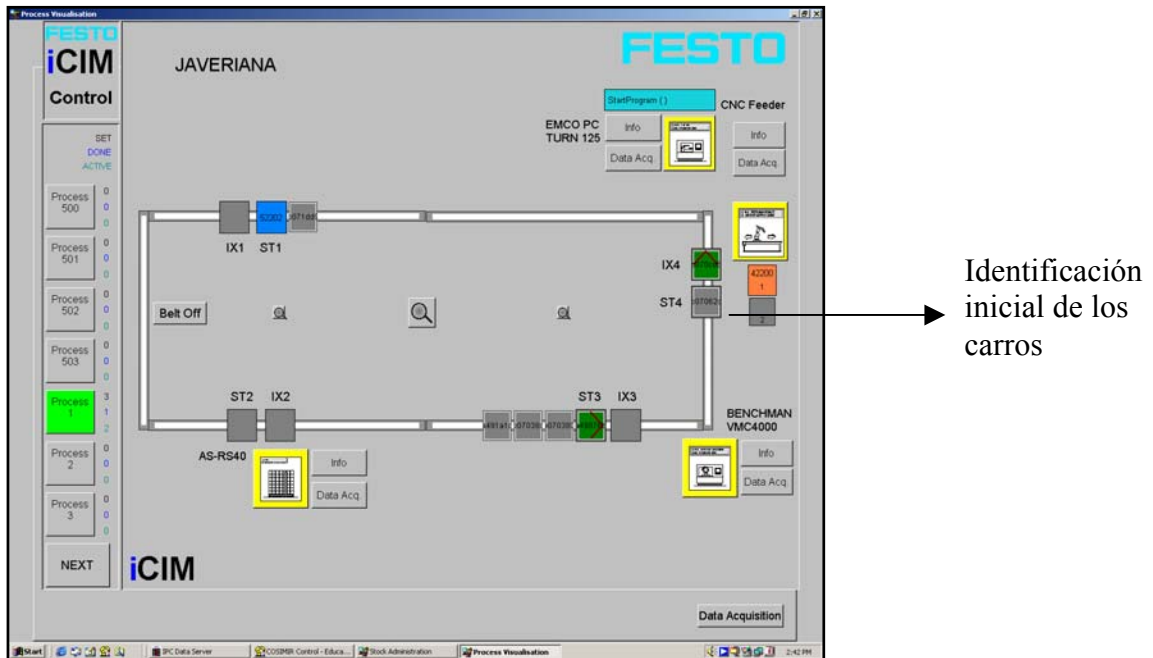 Process Visualisation
FESTO
iCIM
Control
JAVERIANA
FESTO
StartProgram ( )
CNC Feeder
EMCO PC
TURN 125
Info
Data Acq.
Info
Data Acq.
SET
DONE
ACTIVE
Process
500
0
0
0
Process
501
0
0
0
Process
502
0
0
0
Process
503
0
0
0
Process
1
3
1
2
Process
2
0
0
0
Process
3
0
0
0
NEXT
IX1
ST1
52202
IX4
ST4
42200
1
2
Belt Off
ST2
IX2
ST3
IX3
AS-RS40
Info
Data Acq.
BENCHMAN
VMC4000
Info
Data Acq
iCIM
Data Acquisition
Start
IPC Data Server
COSIMIR Control - Educa...
Stock Administration
Process Visualisation
2:42 PM
Identificación
inicial de los
carros